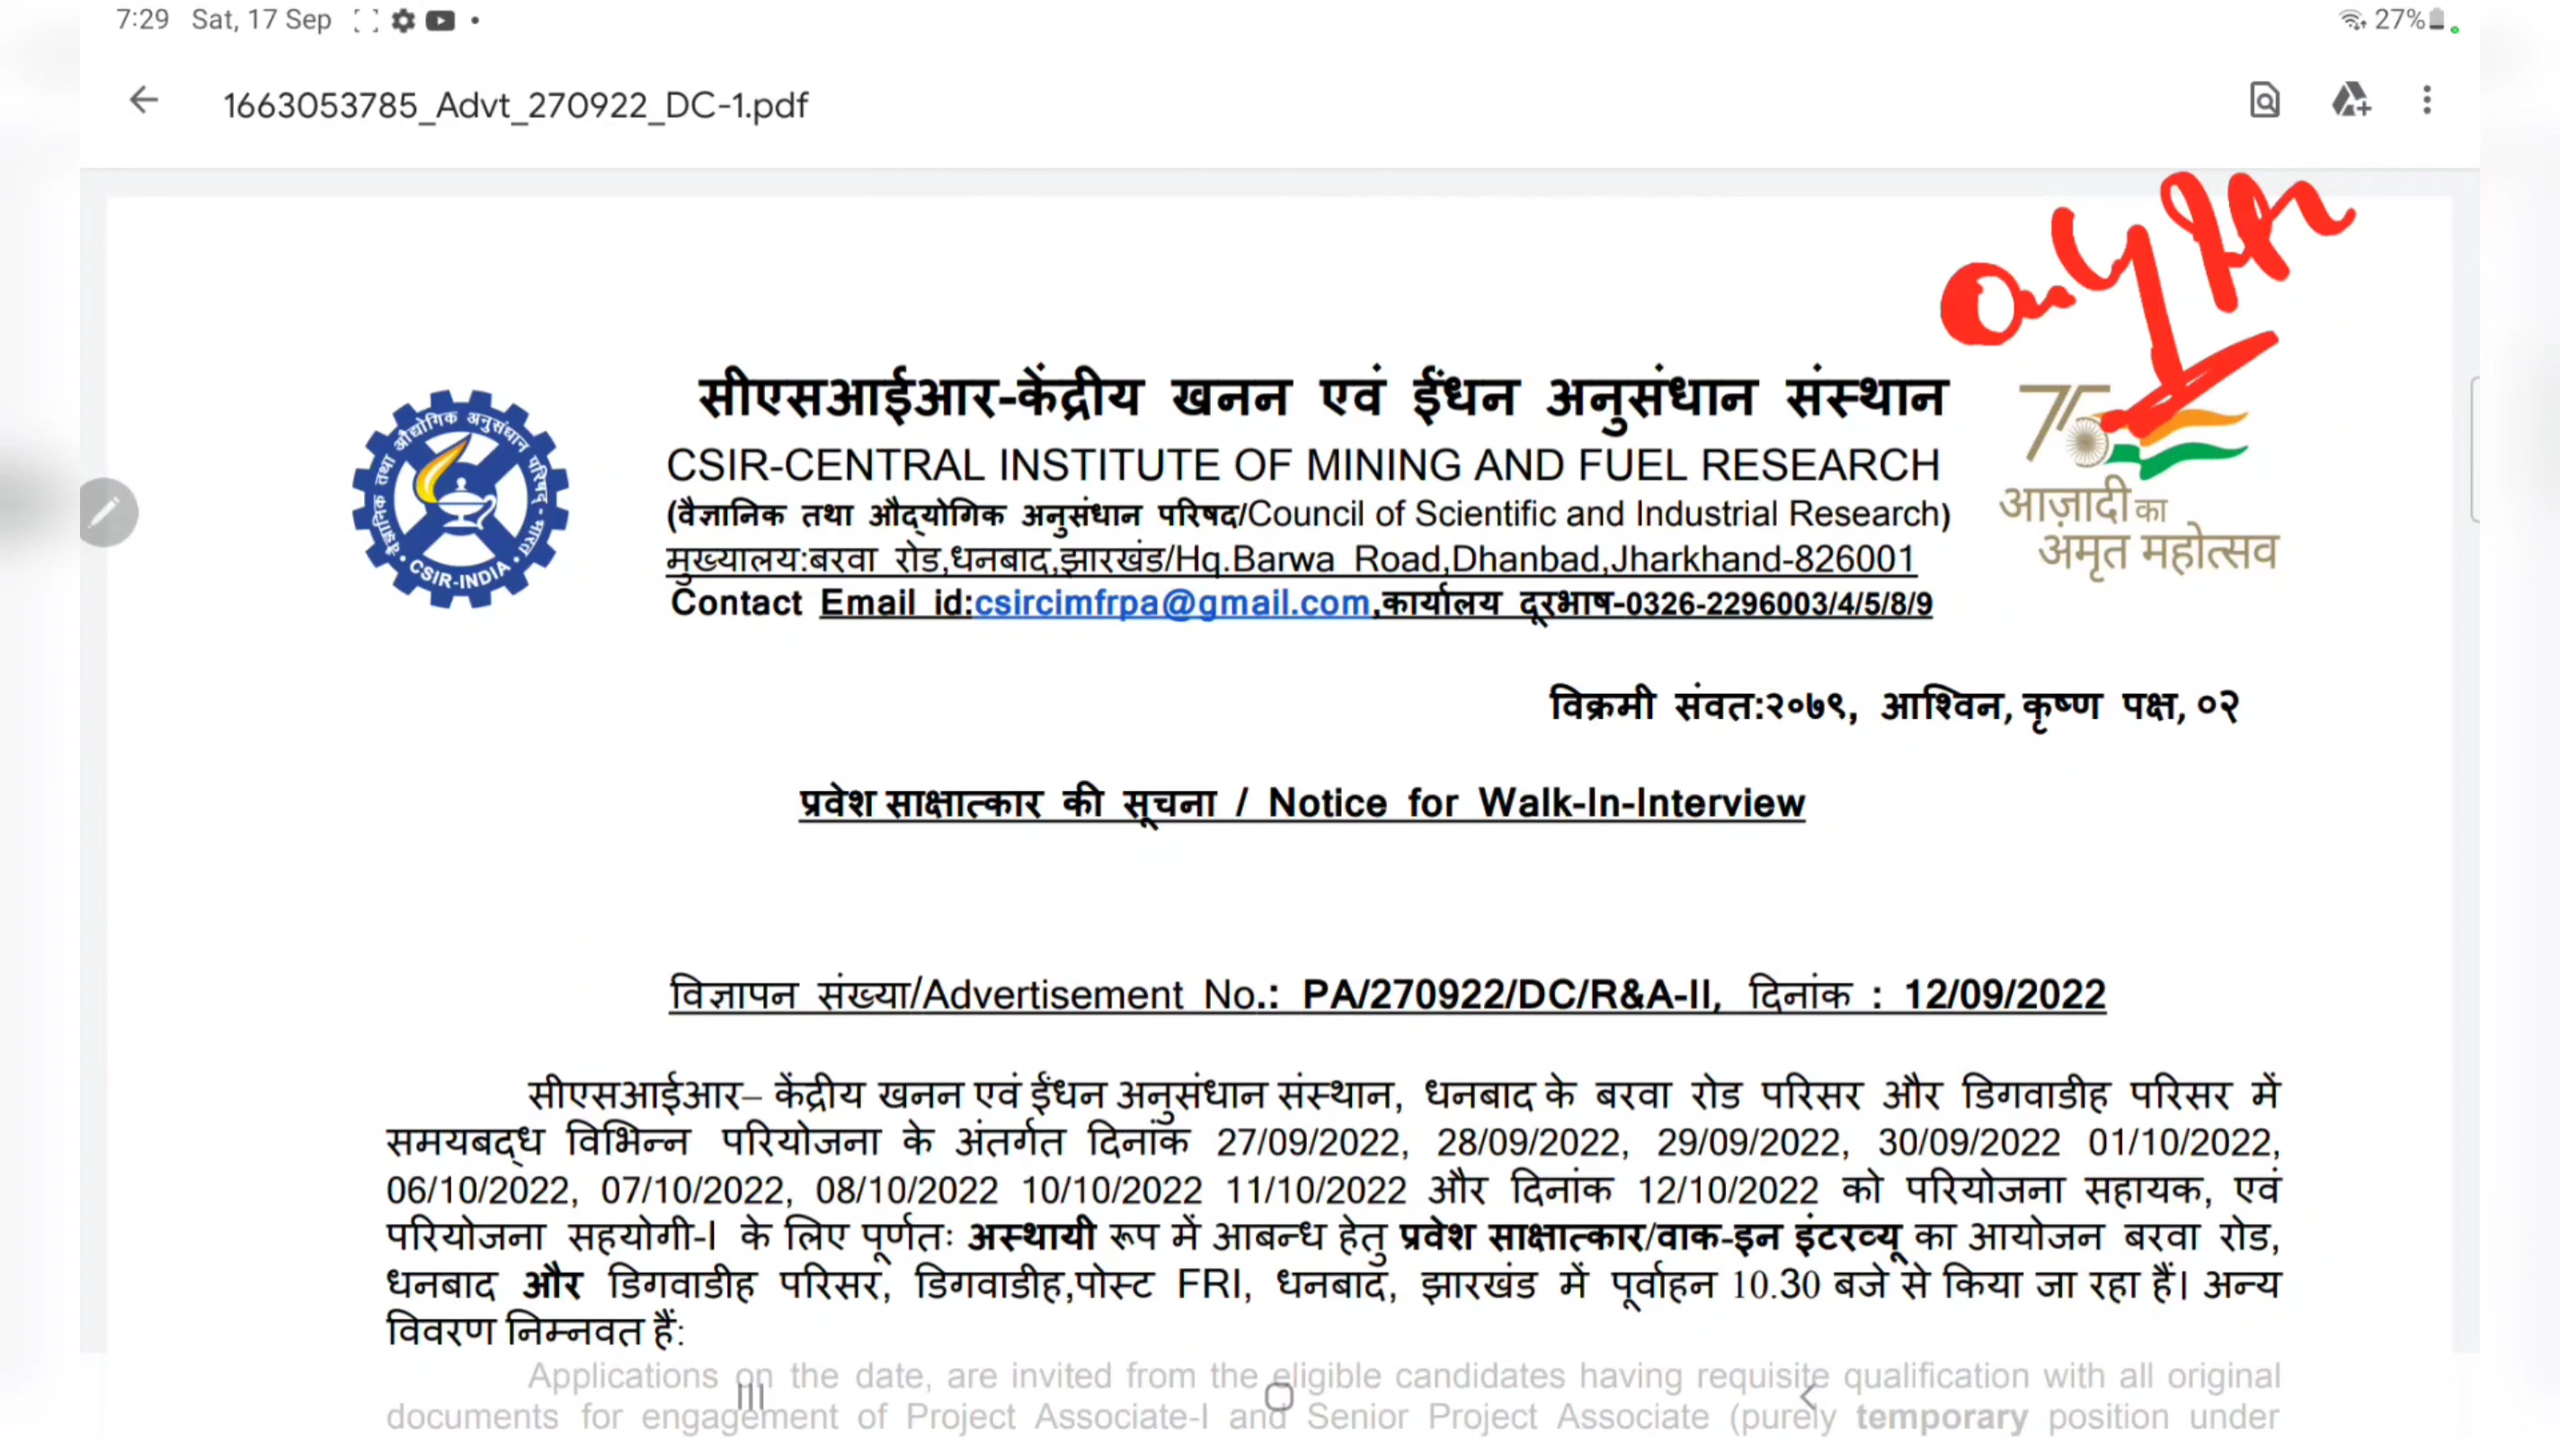 7:29 Sat, 17 Sep
27%
1663053785_Advt_270922_DC-1.pdf
only
सीएसआईआर-केंद्रीय खनन एवं ईंधन अनुसंधान संस्थान
CSIR-CENTRAL INSTITUTE OF MINING AND FUEL RESEARCH
(वैज्ञानिक तथा औद्योगिक अनुसंधान परिषद/Council of Scientific and Industrial Research)
मुख्यालय:बरवा रोड,धनबाद,झारखंड/Hq.Barwa Road,Dhanbad,Jharkhand-826001
Contact Email id:csircimfrpa@gmail.com,कार्यालय दूरभाष-0326-2296003/4/5/8/9
वैज्ञानिक तथा औद्योगिक अनुसंधान परिषद - भारत
CSIR-INDIA
75
आज़ादी का
अमृत महोत्सव
विक्रमी संवत:२०७९, आश्विन, कृष्ण पक्ष, ०२
प्रवेश साक्षात्कार की सूचना / Notice for Walk-In-Interview
विज्ञापन संख्या/Advertisement No.: PA/270922/DC/R&A-II, दिनांक : 12/09/2022
सीएसआईआर– केंद्रीय खनन एवं ईंधन अनुसंधान संस्थान, धनबाद के बरवा रोड परिसर और डिगवाडीह परिसर में
समयबद्ध विभिन्न परियोजना के अंतर्गत दिनांक 27/09/2022, 28/09/2022, 29/09/2022, 30/09/2022 01/10/2022,
06/10/2022, 07/10/2022, 08/10/2022 10/10/2022 11/10/2022 और दिनांक 12/10/2022 को परियोजना सहायक, एवं
परियोजना सहयोगी-I के लिए पूर्णतः अस्थायी रूप में आबन्ध हेतु प्रवेश साक्षात्कार/वाक-इन इंटरव्यू का आयोजन बरवा रोड,
धनबाद और डिगवाडीह परिसर, डिगवाडीह,पोस्ट FRI, धनबाद, झारखंड में पूर्वाहन 10.30 बजे से किया जा रहा हैं। अन्य
विवरण निम्नवत हैं:
Applications on the date, are invited from the eligible candidates having requisite qualification with all original
documents for engagement of Project Associate-I and Senior Project Associate (purely temporary position under